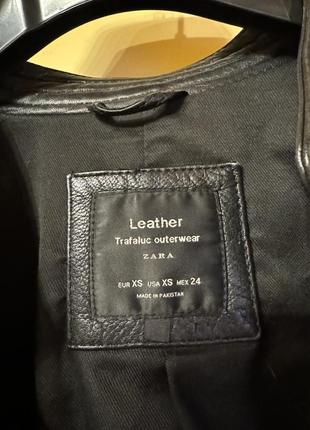 Leather
Trafaluc outerwear
ZARA
EUR XS USA XS MEX 24
MADE IN PAKISTAN